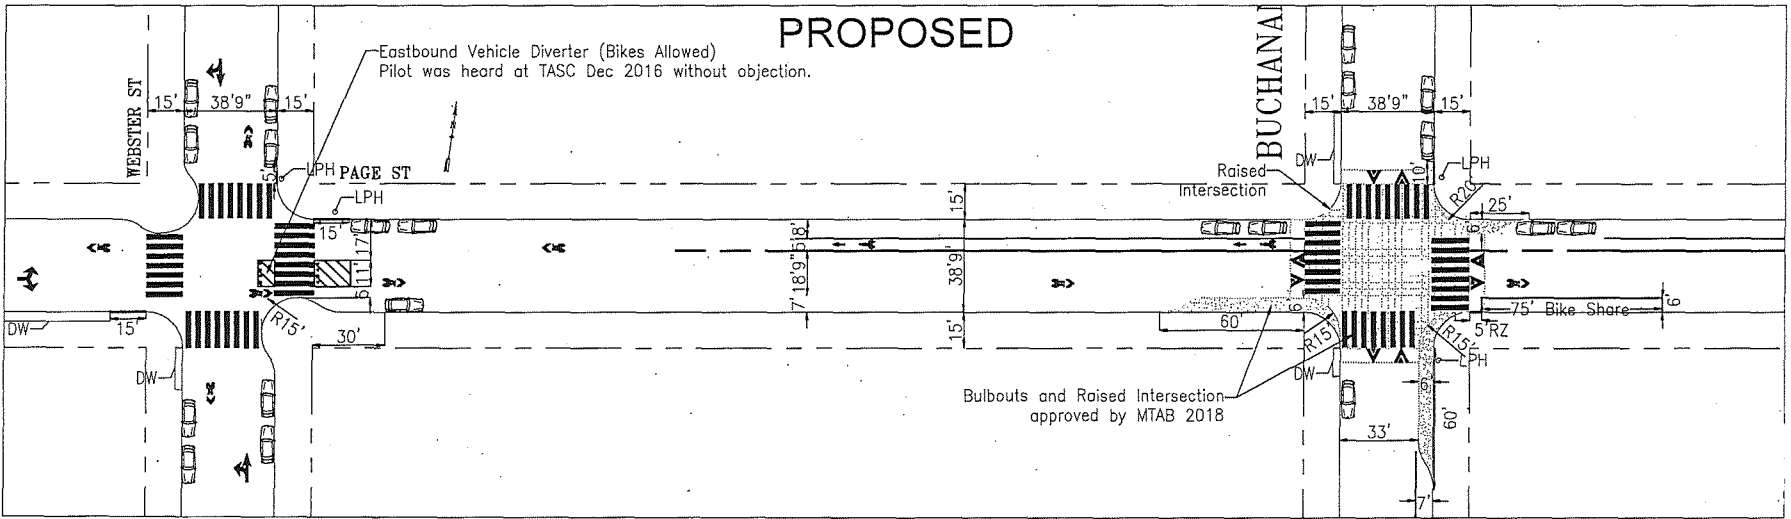 PROPOSED
Eastbound Vehicle Diverter (Bikes Allowed)
Pilot was heard at TASC Dec 2016 without objection.
WEBSTER ST
15'
38'9"
15'
LPH
PAGE ST
5'
LPH
15'
17'
11'
6'
R15'
DW
15'
30'
DW
BUCHANA
15'
38'9"
15'
DW
10'
LPH
Raised
Intersection
R20'
25'
6'
15'
38'9"
15'
8'
5'
18'9"
7'
60'
6'
R15'
75' Bike Share
6'
5'RZ
R15'
LPH
DW
Bulbouts and Raised Intersection
approved by MTAB 2018
6'
60'
33'
7'